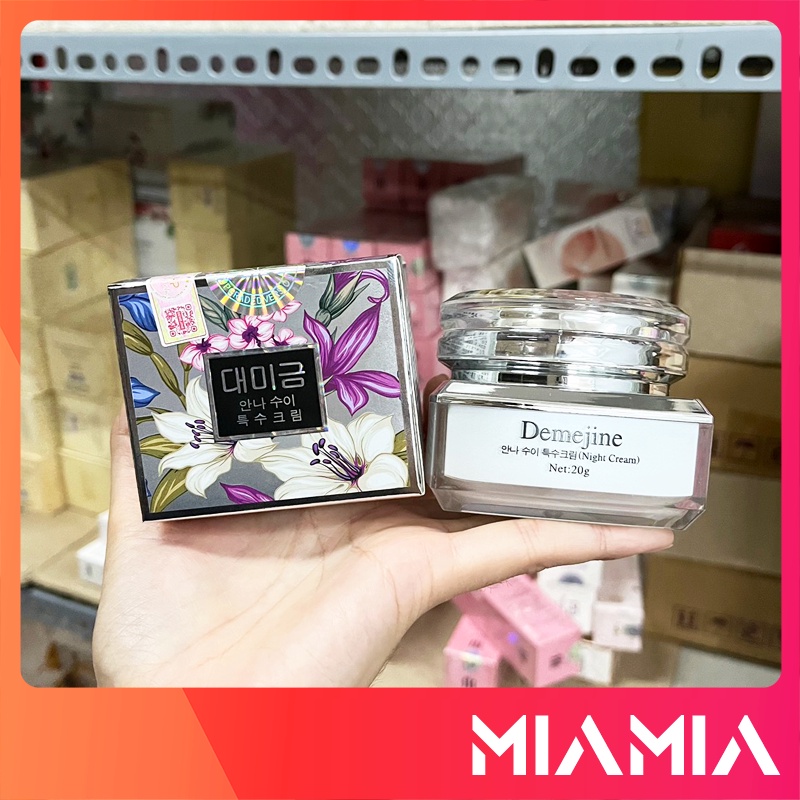 대미금
안나 수이
특수크림
Demejine
안나 수이 특수크림(Night Cream)
Net:20g
MIAMIA